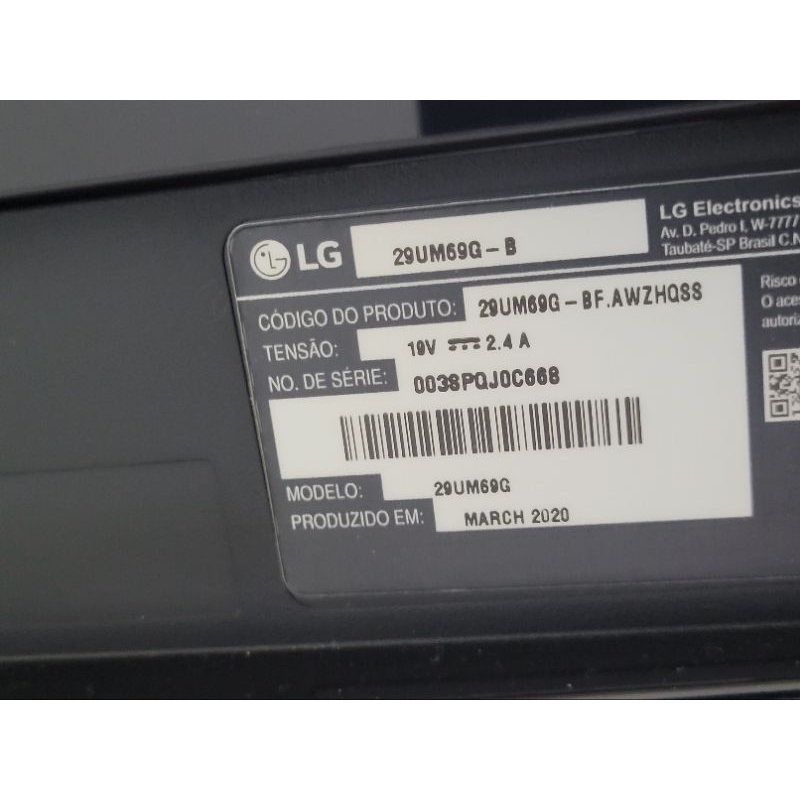 LG
29UM69G-B
LG Electronics
Av. D. Pedro I, W-7777
Taubaté-SP Brasil C.N
CÓDIGO DO PRODUTO: 29UM69G-BF.AWZHQSS
TENSÃO: 19V 2.4 A
NO. DE SÉRIE: 003SPQJ0C668
MODELO: 29UM69G
PRODUZIDO EM: MARCH 2020
Risco
O aces
autoriz